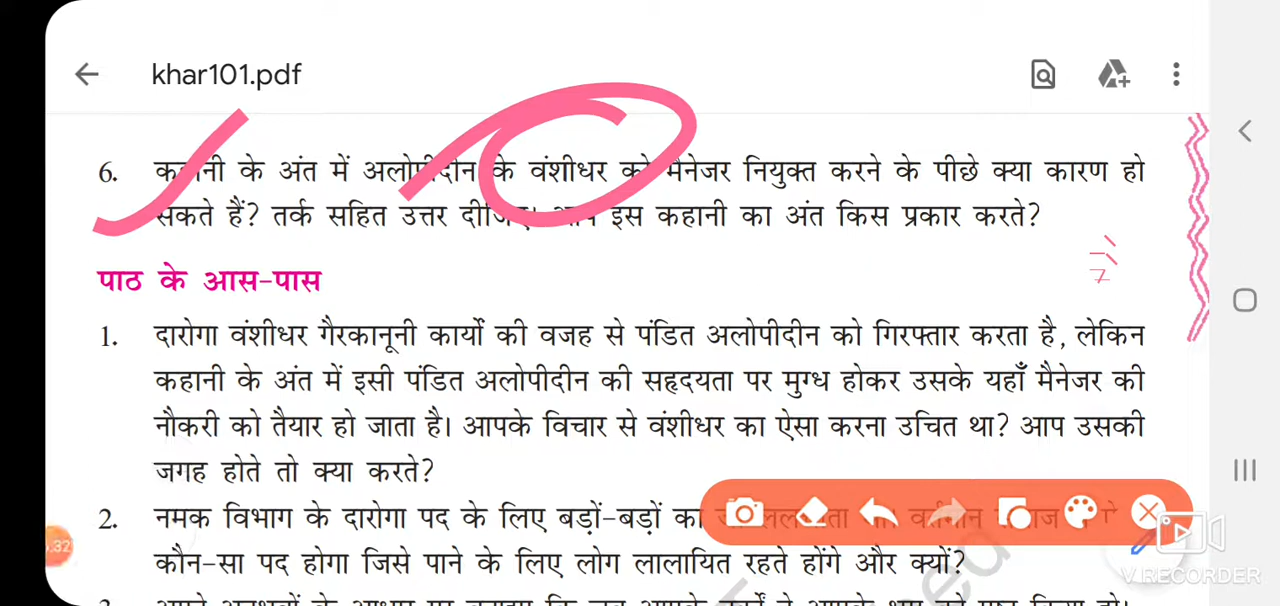 khar101.pdf
6. कहानी के अंत में अलोपीदीन के वंशीधर को मैनेजर नियुक्त करने के पीछे क्या कारण हो
सकते हैं? तर्क सहित उत्तर दीजिए। आप इस कहानी का अंत किस प्रकार करते?
पाठ के आस-पास
1. दारोगा वंशीधर गैरकानूनी कार्यों की वजह से पंडित अलोपीदीन को गिरफ्तार करता है, लेकिन
कहानी के अंत में इसी पंडित अलोपीदीन की सहृदयता पर मुग्ध होकर उसके यहाँ मैनेजर की
नौकरी को तैयार हो जाता है। आपके विचार से वंशीधर का ऐसा करना उचित था? आप उसकी
जगह होते तो क्या करते?
2. नमक विभाग के दारोगा पद के लिए बड़ों-बड़ों का
कौन-सा पद होगा जिसे पाने के लिए लोग लालायित रहते होंगे और क्यों?
V.RECORDER